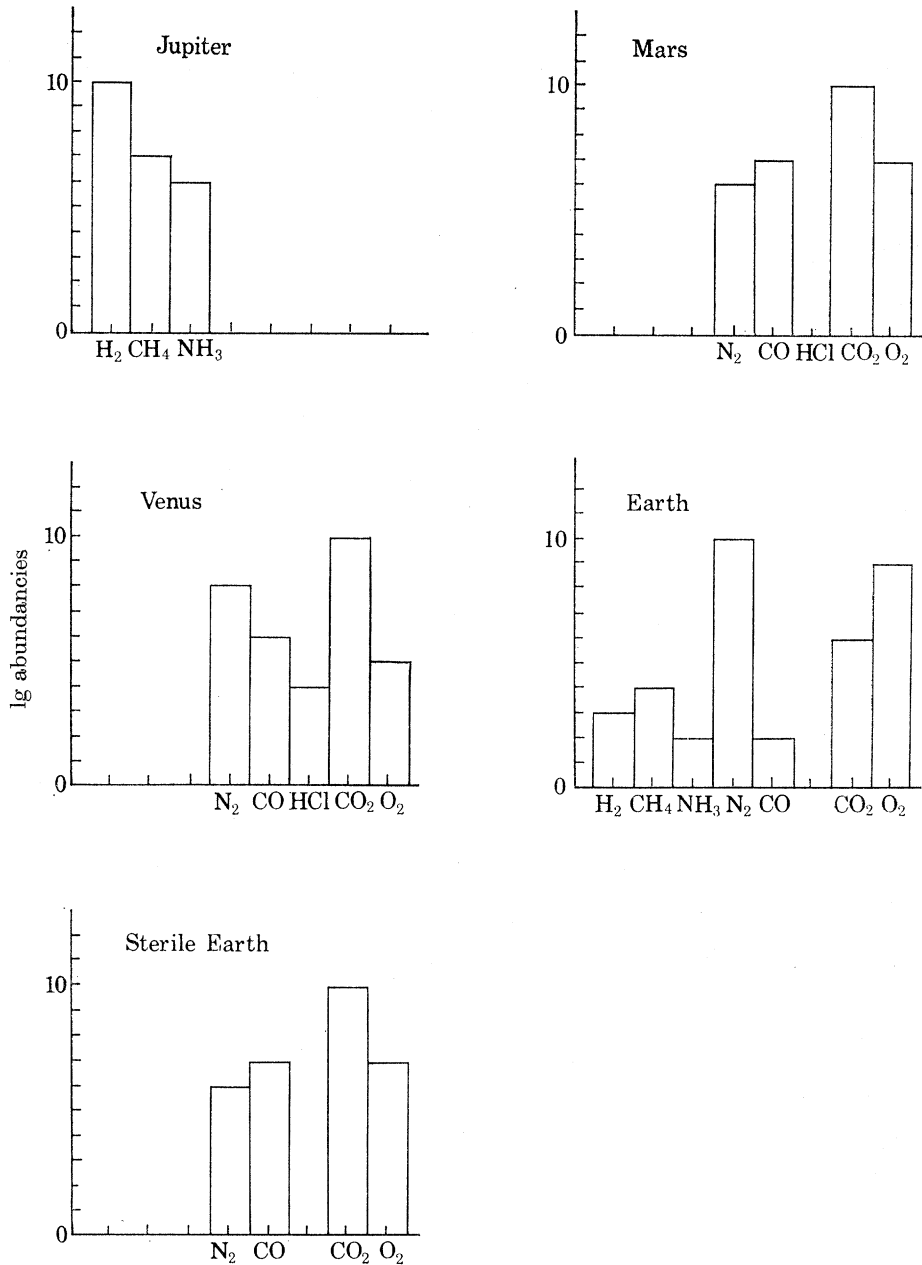 Jupiter
10
0
H₂ CH₄ NH₃
Mars
10
0
N₂ CO HCl CO₂ O₂
lg abundancies
Venus
10
0
N₂ CO HCl CO₂ O₂
Earth
10
0
H₂ CH₄ NH₃ N₂ CO CO₂ O₂
Sterile Earth
10
0
N₂ CO CO₂ O₂